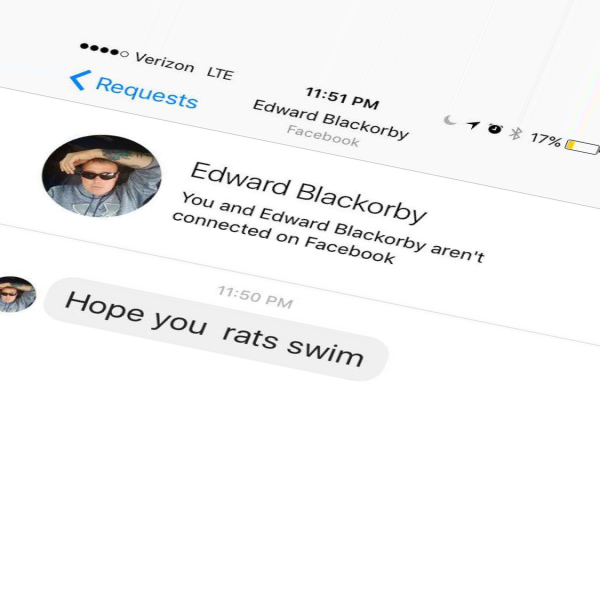 Verizon LTE
11:51 PM
17%
Requests
Edward Blackorby
Facebook
Edward Blackorby
You and Edward Blackorby aren't
connected on Facebook
11:50 PM
Hope you rats swim